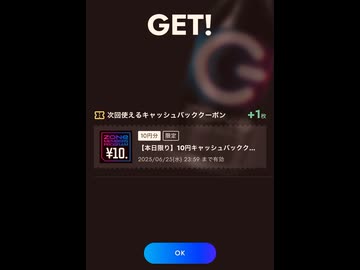 GET!
次回使えるキャッシュバッククーポン +1枚
ZONE
¥10.
10円分 限定
【本日限り】10円キャッシュバックク...
2025/06/25(水) 23:59 まで有効
OK